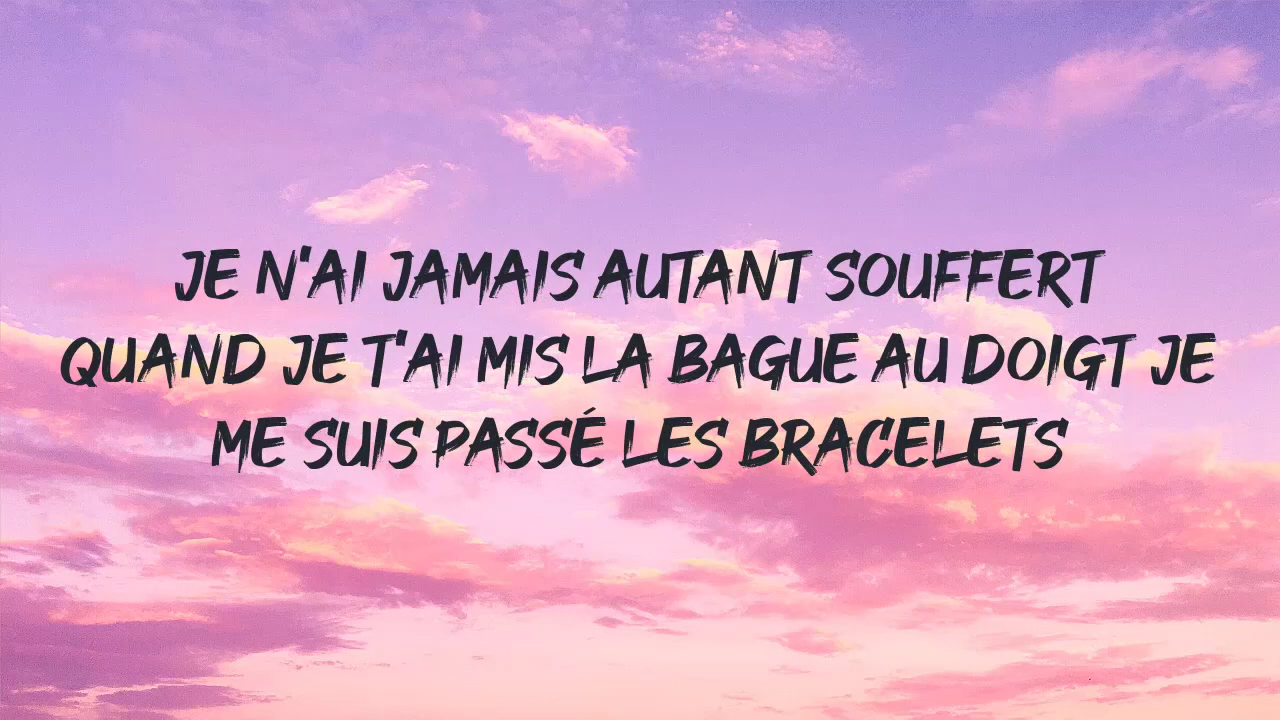 JE N'AI JAMAIS AUTANT SOUFFERT
QUAND JE T'AI MIS LA BAGUE AU DOIGT JE
ME SUIS PASSÉ LES BRACELETS